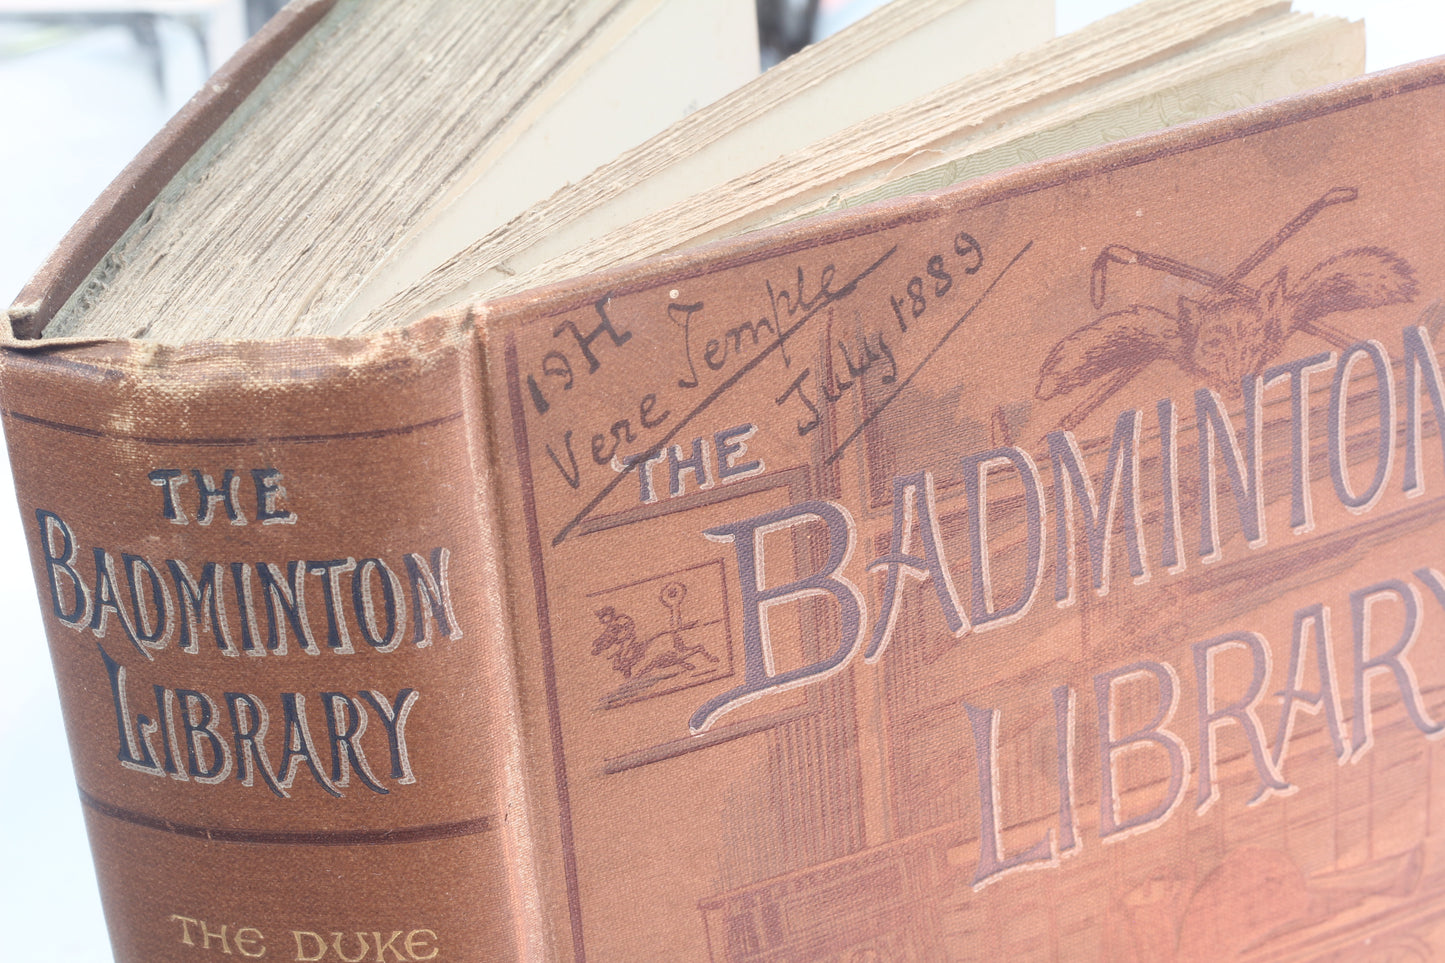 THE
BADMINTON
LIBRARY
THE DUKE
19H
Vere Temple
July 1889
THE
BADMINTON
LIBRARY